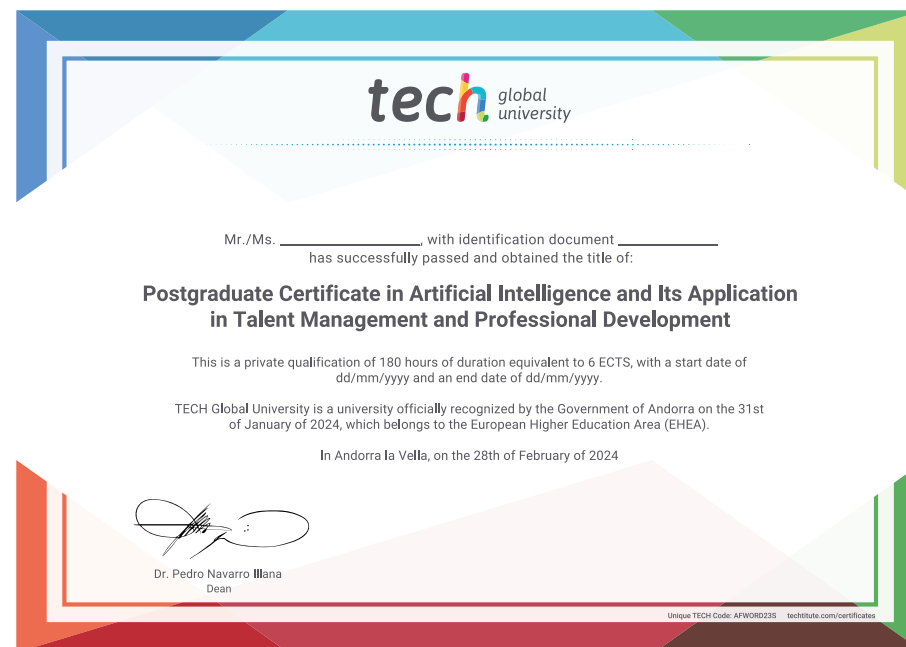 tech global
university
Mr./Ms. ____________, with identification document ____________
has successfully passed and obtained the title of:
Postgraduate Certificate in Artificial Intelligence and Its Application
in Talent Management and Professional Development
This is a private qualification of 180 hours of duration equivalent to 6 ECTS, with a start date of
dd/mm/yyyy and an end date of dd/mm/yyyy.
TECH Global University is a university officially recognized by the Government of Andorra on the 31st
of January of 2024, which belongs to the European Higher Education Area (EHEA).
In Andorra la Vella, on the 28th of February of 2024
Dr. Pedro Navarro Illana
Dean
Unique TECH Code: AFWORD23S techtitute.com/certificates